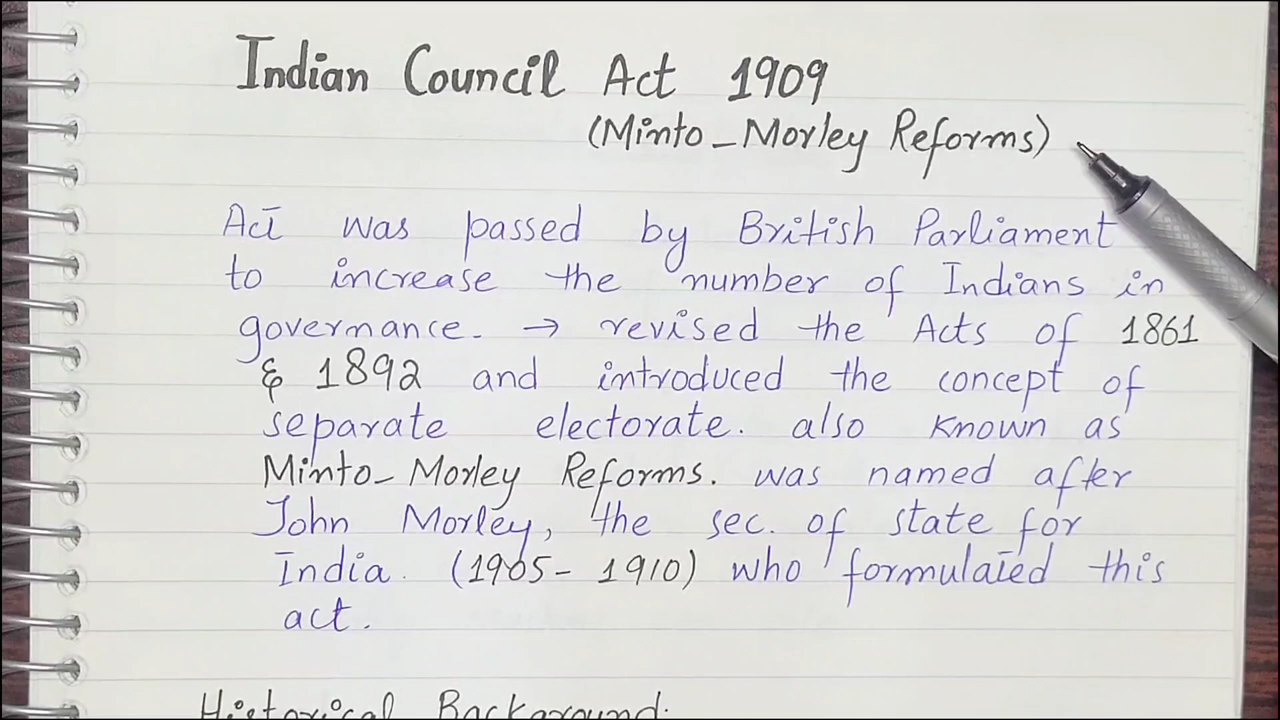 Indian Council Act 1909
(Minto_Morley Reforms)
Act was passed by British Parliament
to increase the number of Indians in
governance. → revised the Acts of 1861
& 1892 and introduced the concept of
separate electorate. also known as
Minto_Morley Reforms. was named after
John Morley, the sec. of state for
India. (1905- 1910) who formulated this
act.
Historical Background: